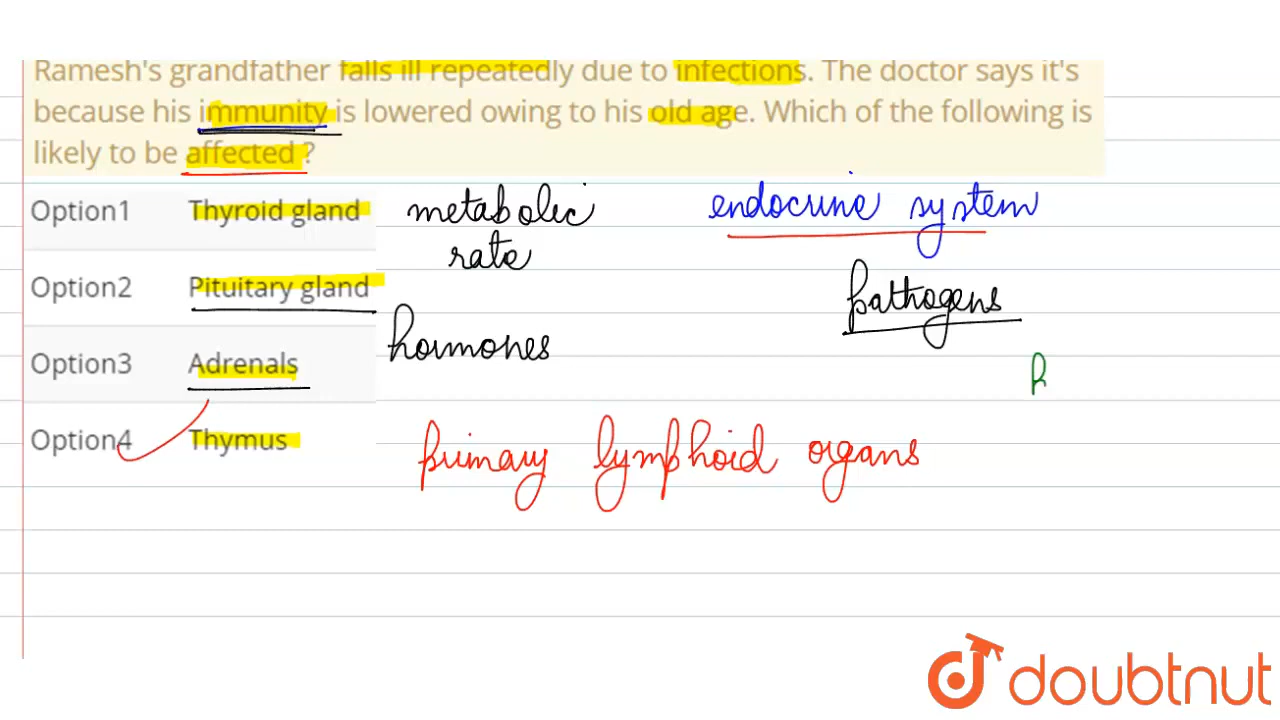 Ramesh's grandfather falls ill repeatedly due to infections. The doctor says it's
because his immunity is lowered owing to his old age. Which of the following is
likely to be affected ?
Option1 Thyroid gland metabolic endocrine system
rate
Option2 Pituitary gland pathogens
hormones
Option3 Adrenals
Option4 Thymus primary lymphoid organs
doubtnut